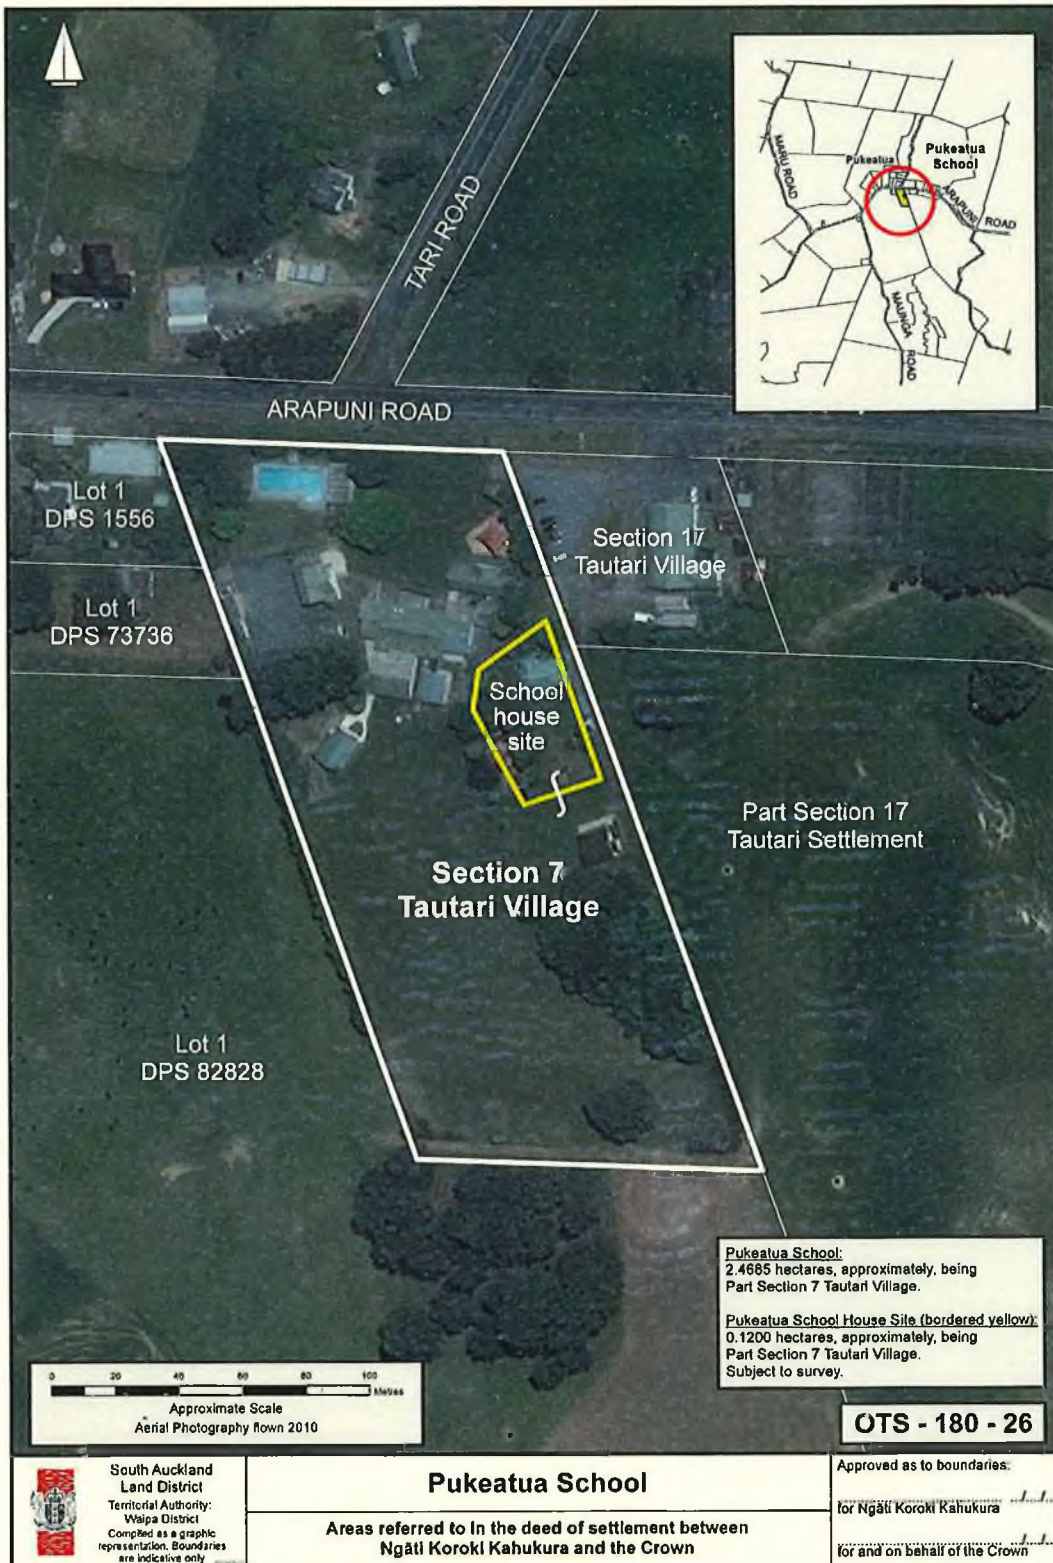 TARI ROAD
ARAPUNI ROAD
Pukeatua
Pukeatua
School
MARU ROAD
ARAPUNI ROAD
MAUNGA ROAD
Lot 1
DPS 1556
Lot 1
DPS 73736
Section 17
Tautari Village
School
house
site
Part Section 17
Tautari Settlement
Section 7
Tautari Village
Lot 1
DPS 82828
Pukeatua School:
2.4685 hectares, approximately, being
Part Section 7 Tautari Village.
Pukeatua School House Site (bordered yellow):
0.1200 hectares, approximately, being
Part Section 7 Tautari Village.
Subject to survey.
0 20 40 60 80 100
Metres
Approximate Scale
Aerial Photography flown 2010
OTS - 180 - 26
South Auckland
Land District
Territorial Authority:
Waipa District
Compiled as a graphic
representation. Boundaries
are indicative only
Pukeatua School
Areas referred to in the deed of settlement between
Ngāti Koroki Kahukura and the Crown
Approved as to boundaries:
for Ngāti Koroki Kahukura ..../..../....
for and on behalf of the Crown ..../..../....